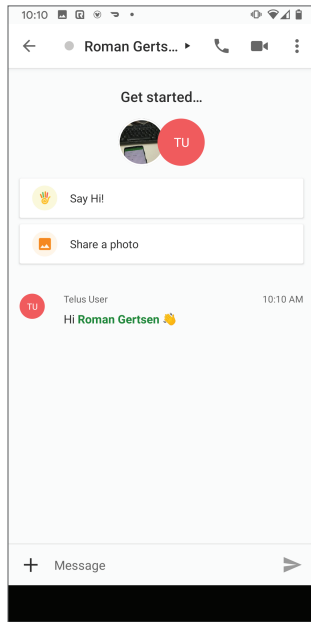 10:10
Roman Gerts...
Get started...
TU
Say Hi!
Share a photo
Telus User 10:10 AM
TU
Hi Roman Gertsen 👋
Message